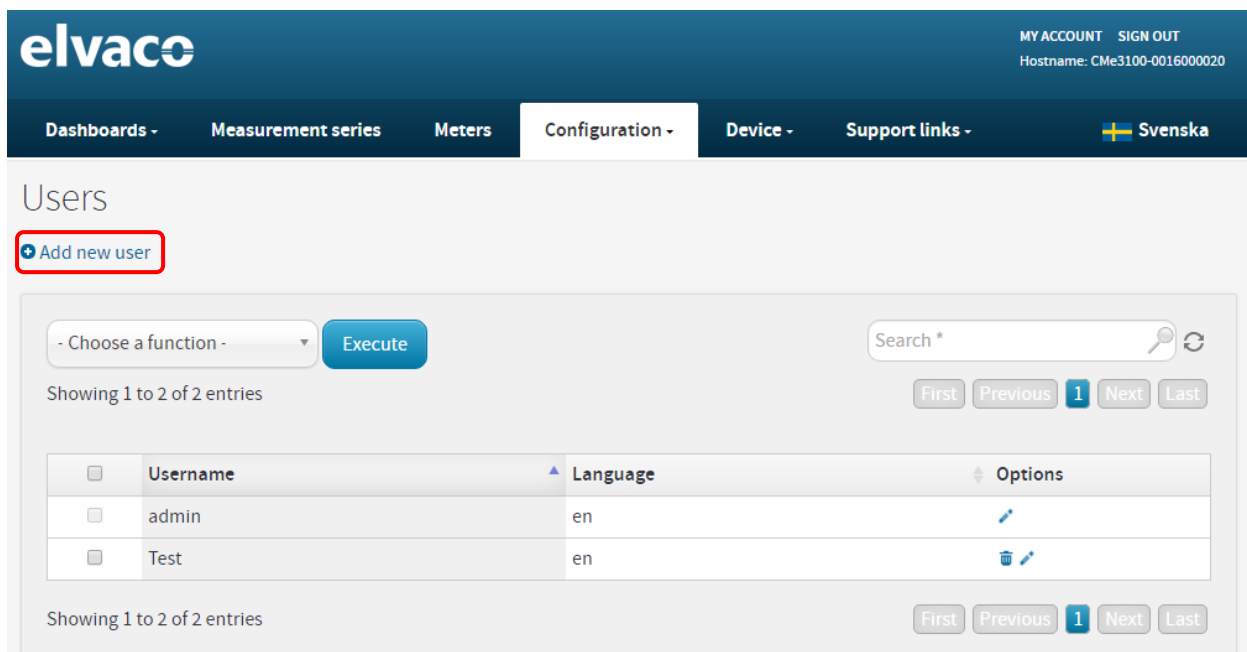 elvaco
MY ACCOUNT SIGN OUT
Hostname: CMe3100-0016000020
Dashboards Measurement series Meters Configuration Device Support links Svenska
Users
Add new user
- Choose a function - Execute Search *
Showing 1 to 2 of 2 entries First Previous 1 Next Last
Username Language Options
admin en
Test en
Showing 1 to 2 of 2 entries First Previous 1 Next Last